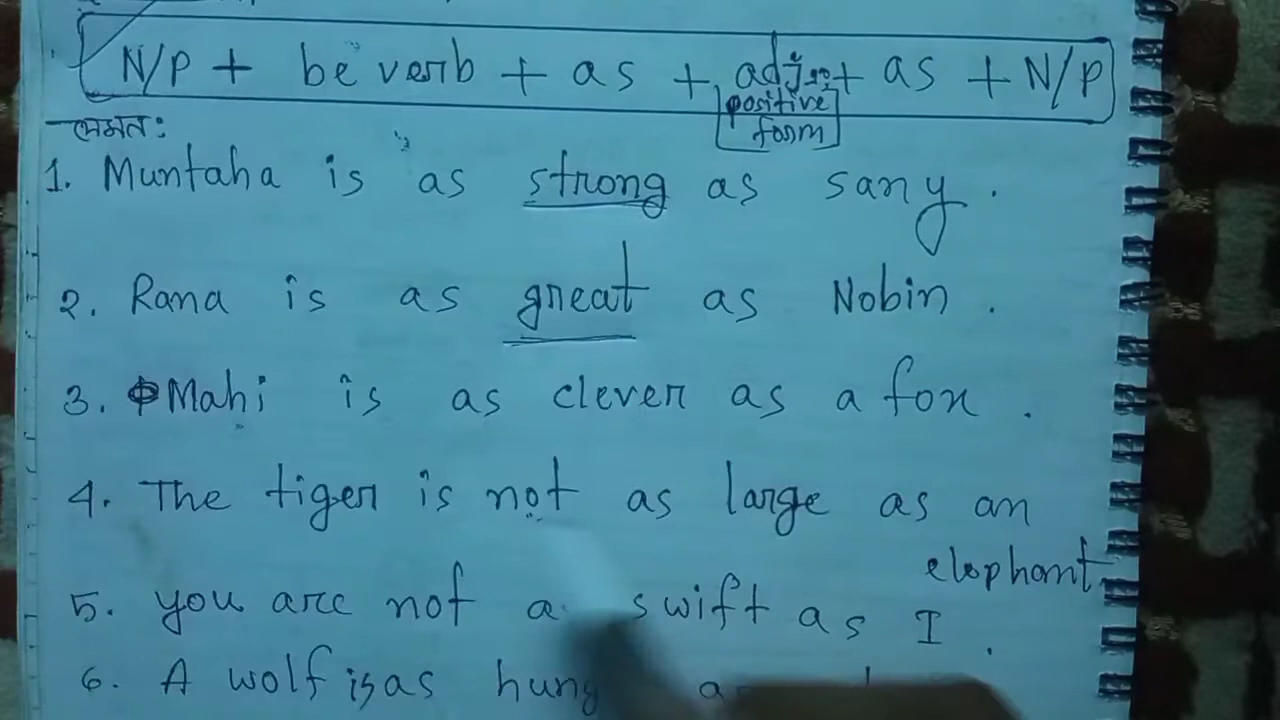 N/P + be verb + as + adj + as + N/P
positive
form
যেমন:
1. Muntaha is as strong as sany.
2. Rana is as great as Nobin.
3. Mahi is as clever as a fox.
4. The tiger is not as large as an
elephant
5. you are not as swift as I.
6. A wolf is as